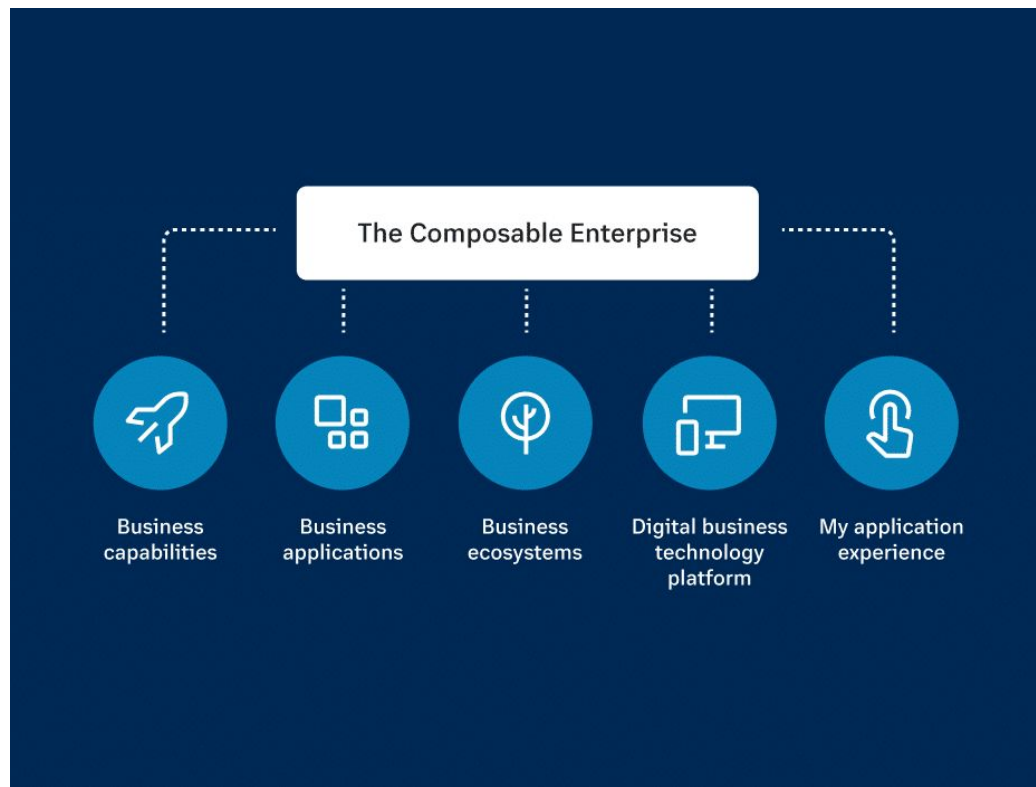 The Composable Enterprise
Business
capabilities
Business
applications
Business
ecosystems
Digital business
technology
platform
My application
experience